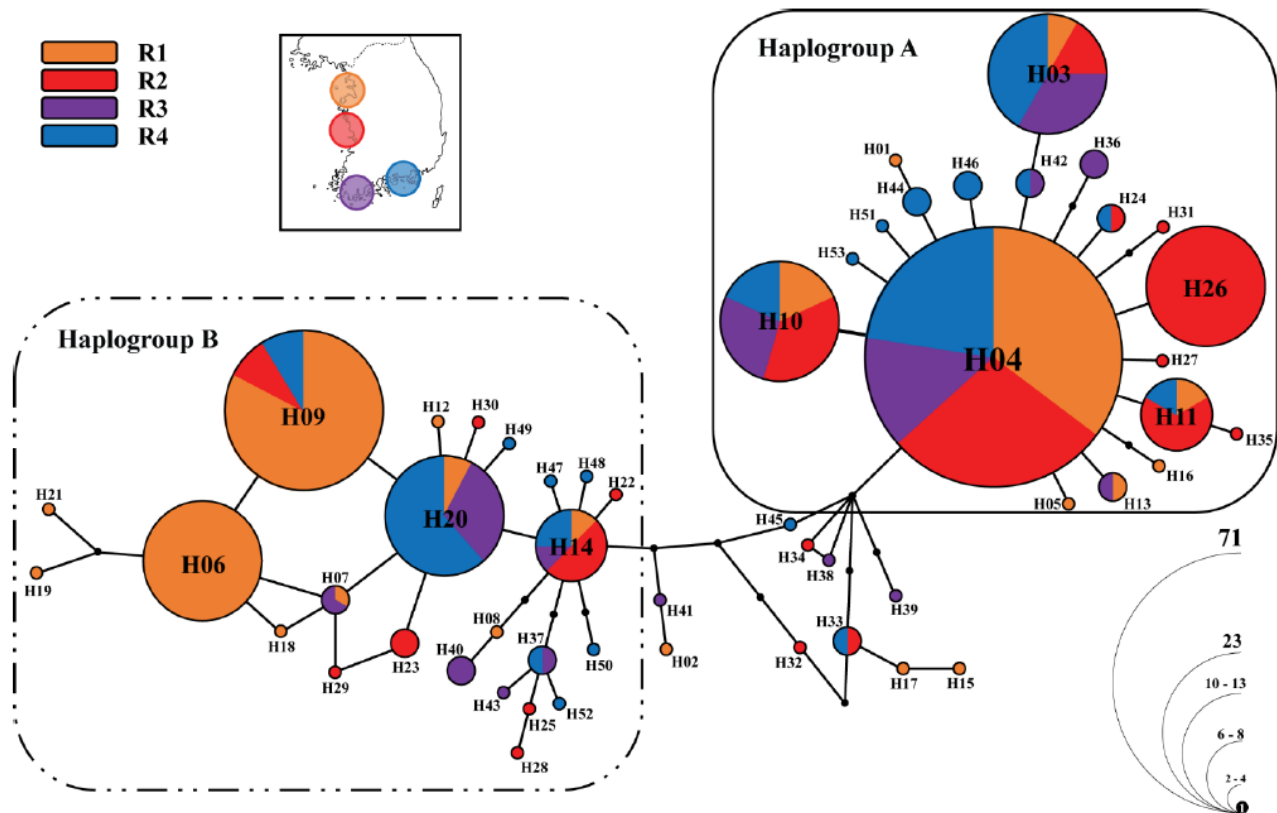 R1
R2
R3
R4
Haplogroup A
H03
H01
H46
H42
H36
H44
H24
H51
H31
H53
H26
H10
H04
H27
H11
H35
H16
H05
H13
Haplogroup B
H09
H12
H30
H49
H47
H48
H22
H21
H20
H14
H45
H34
H38
H39
H06
H19
H07
H18
H08
H41
H33
H40
H37
H50
H23
H29
H02
H32
H17
H15
H43
H25
H52
H28
71
23
10 - 13
6 - 8
2 - 4
1